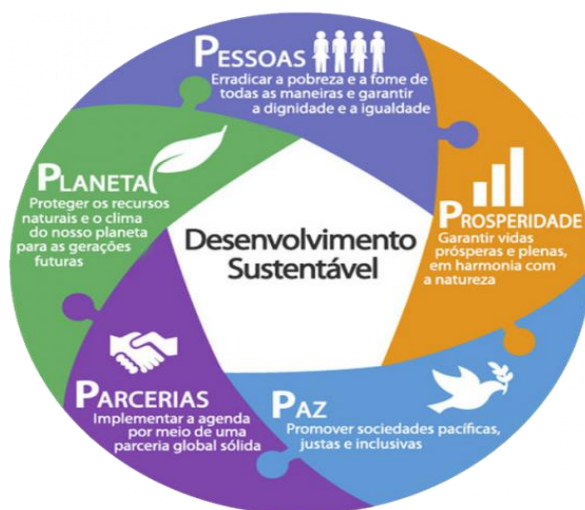 PESSOAS
Erradicar a pobreza e a fome de
todas as maneiras e garantir
a dignidade e a igualdade
PLANETA
Proteger os recursos
naturais e o clima
do nosso planeta
para as gerações
futuras
PROSPERIDADE
Garantir vidas
prósperas e plenas,
em harmonia com
a natureza
Desenvolvimento
Sustentável
PARCERIAS
Implementar a agenda
por meio de uma
parceria global sólida
PAZ
Promover sociedades pacíficas,
justas e inclusivas